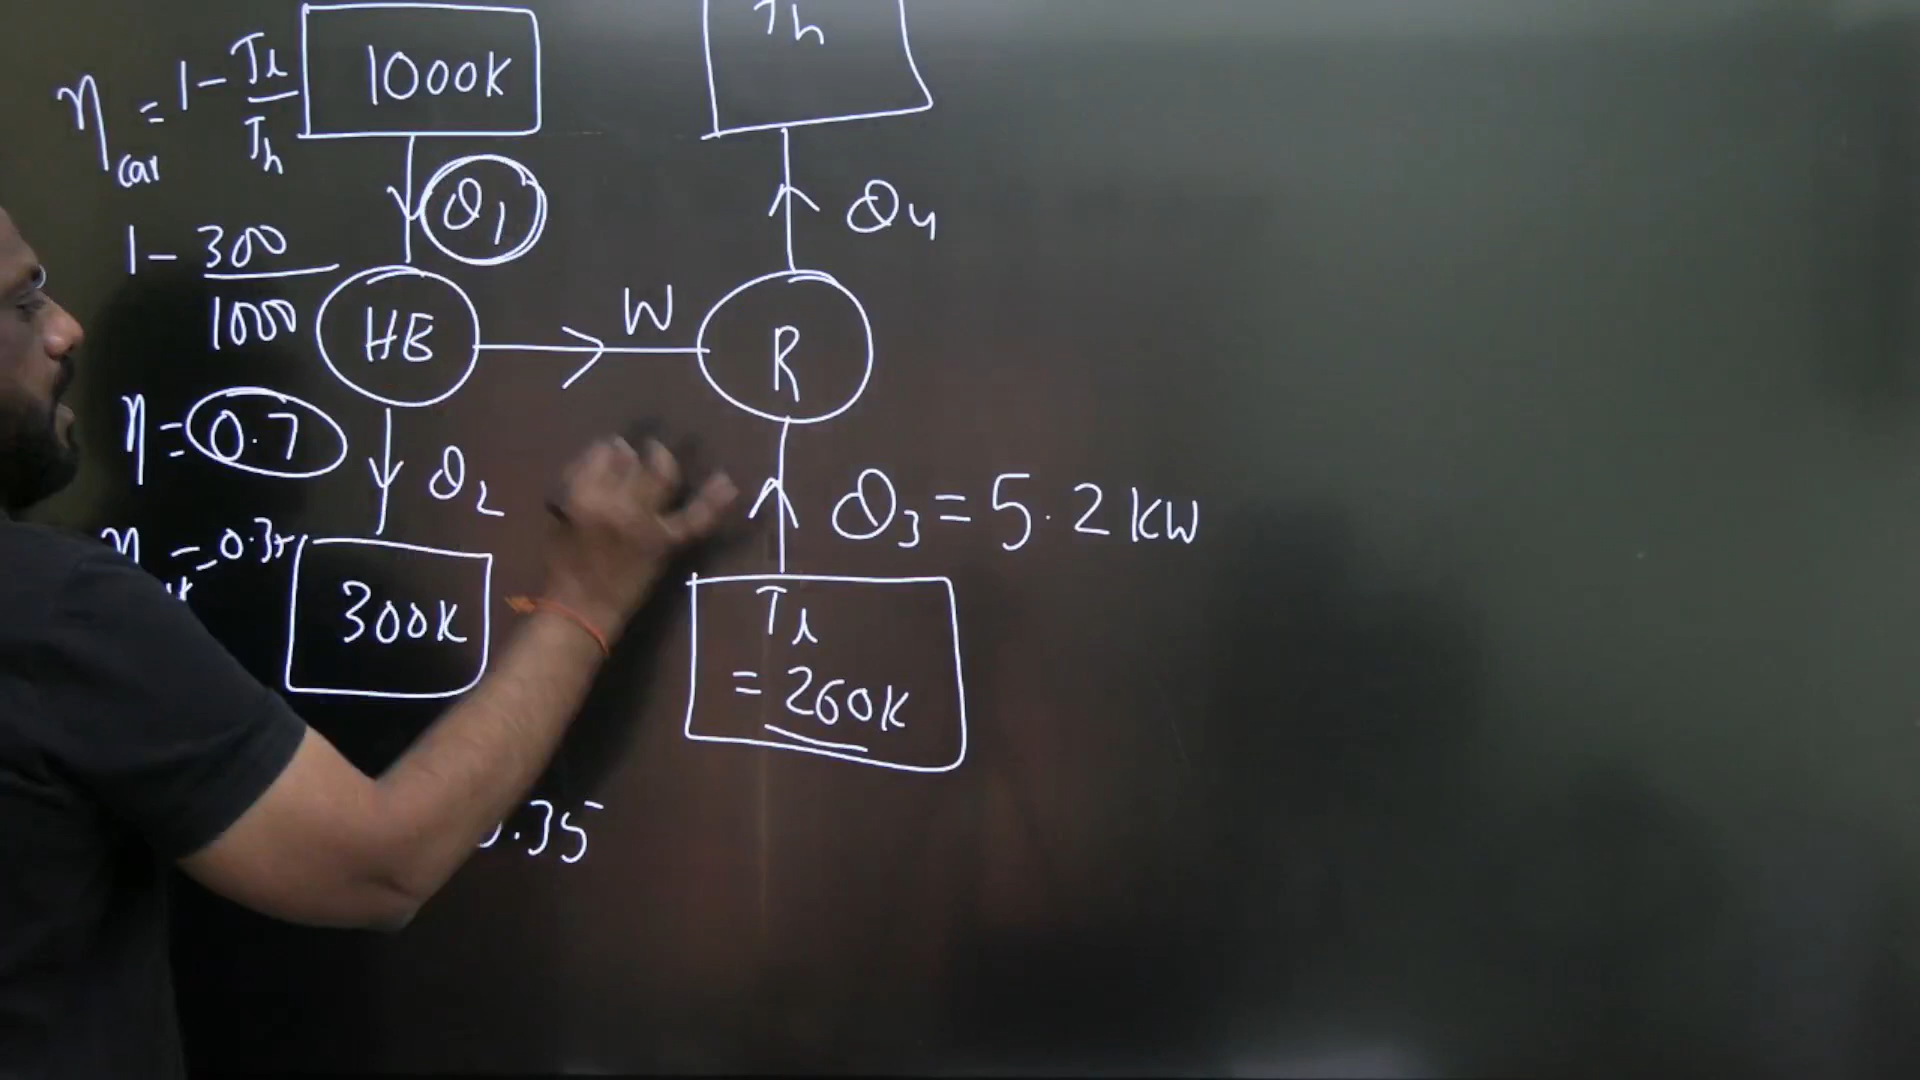 η car = 1 - Tl / Th
1000K
Th
Q1
Q4
1 - 300 / 1000
HE
W
R
η = 0.7
Q2
Q3 = 5.2 kW
η = 0.35
300K
Tl
= 260K
.35